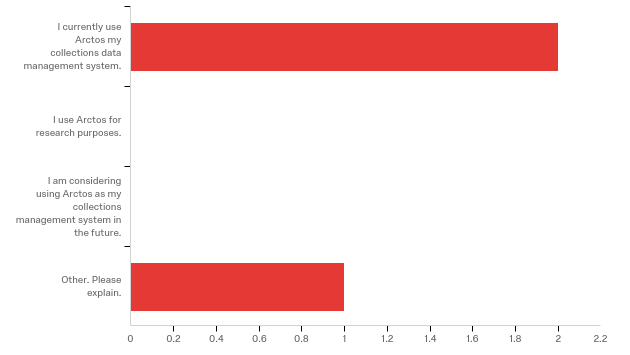 I currently use
Arctos my
collections data
management system.
I use Arctos for
research purposes.
I am considering
using Arctos as my
collections
management system in
the future.
Other. Please
explain.
0 0.2 0.4 0.6 0.8 1 1.2 1.4 1.6 1.8 2 2.2